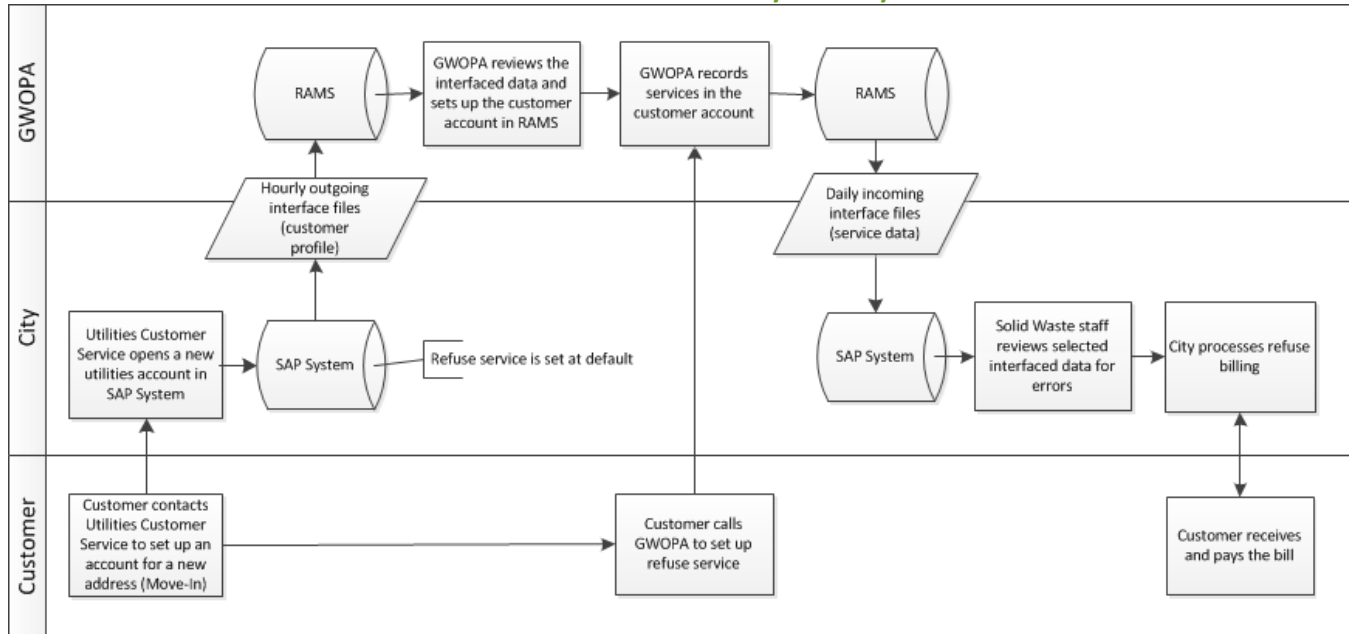 GWOPA
RAMS
GWOPA reviews the
interfaced data and
sets up the customer
account in RAMS
GWOPA records
services in the
customer account
RAMS
Hourly outgoing
interface files
(customer
profile)
Daily incoming
interface files
(service data)
City
Utilities Customer
Service opens a new
utilities account in
SAP System
SAP System
Refuse service is set at default
SAP System
Solid Waste staff
reviews selected
interfaced data for
errors
City processes refuse
billing
Customer
Customer contacts
Utilities Customer
Service to set up an
account for a new
address (Move-In)
Customer calls
GWOPA to set up
refuse service
Customer receives
and pays the bill